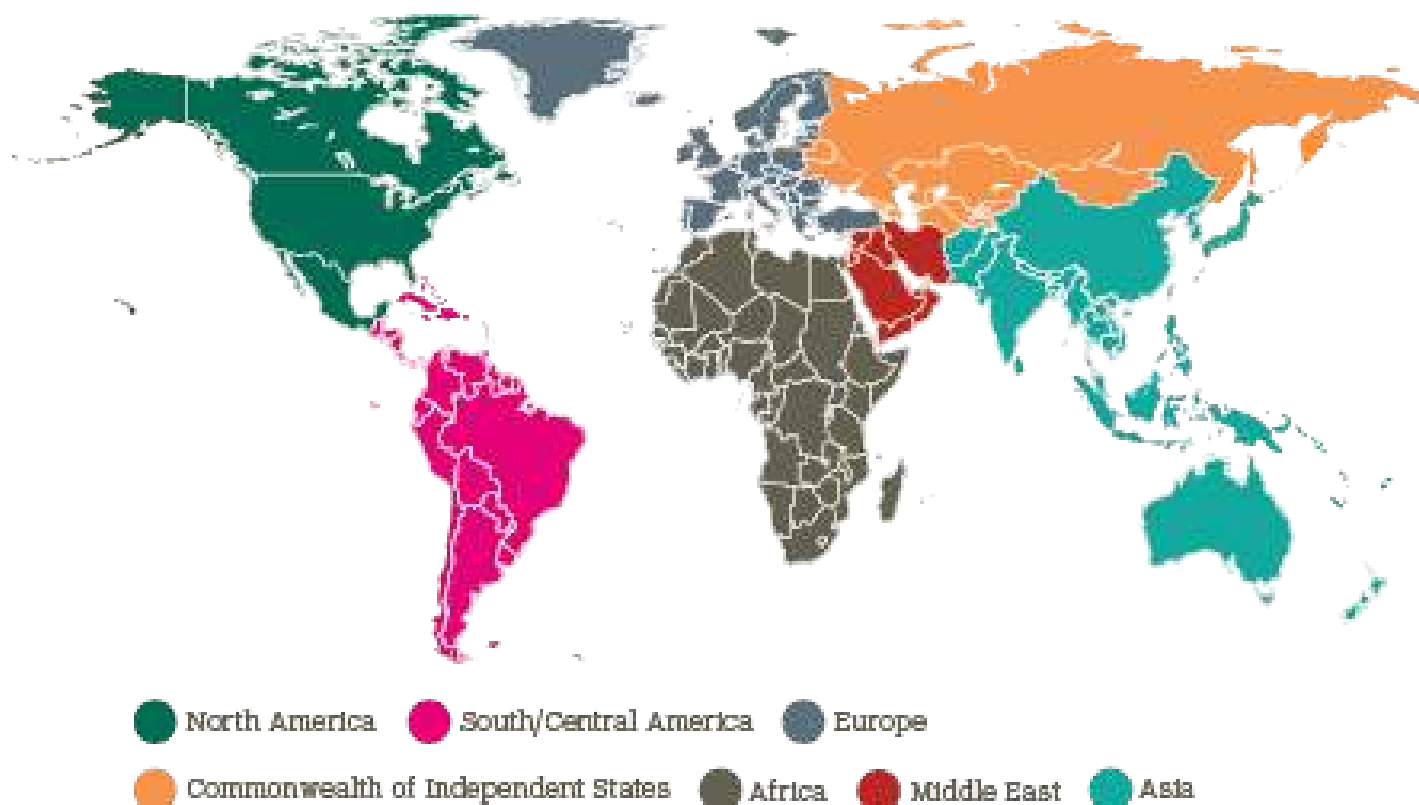 North America South/Central America Europe
Commonwealth of Independent States Africa Middle East Asia